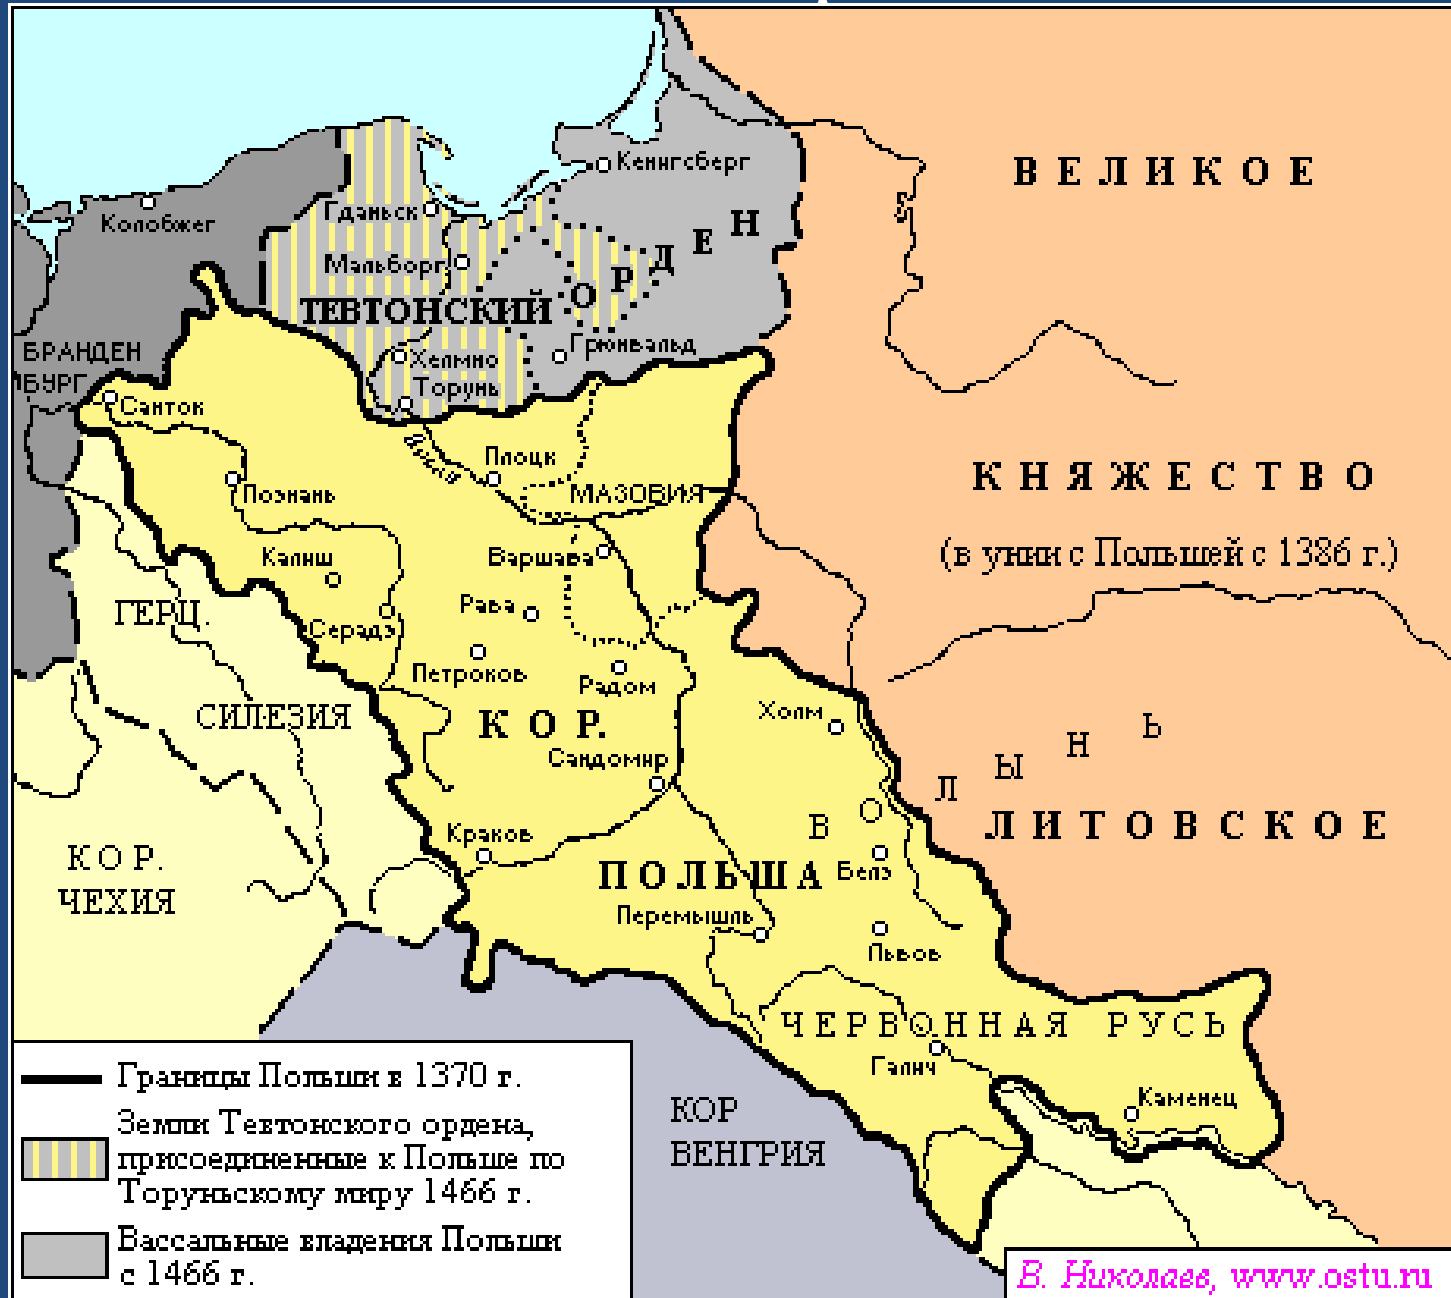 ВЕЛИКОЕ
Кенигсберг
Колобжег
Гданьск
Мальборг
ТЕВТОНСКИЙ ОРДЕН
БРАНДЕН
БУРГ
Грюнвальд
Хелмно
Торунь
Санток
Висла
Плоцк
Познань
МАЗОВИЯ
КНЯЖЕСТВО
(в унии с Польшей с 1386 г.)
Варшава
Калиш
ГЕРЦ.
Рава
Серадз
Петроков
Радом
СИЛЕЗИЯ
КОР.
Холм
Сандомир
ВОЛЫНЬ
ЛИТОВСКОЕ
Краков
КОР.
ЧЕХИЯ
ПОЛЬША
Белз
Перемышль
Львов
ЧЕРВОННАЯ РУСЬ
Галич
Каменец
КОР
ВЕНГРИЯ
Границы Польши в 1370 г.
Земли Тевтонского ордена,
присоединенные к Польше по
Торуньскому миру 1466 г.
Вассальные владения Польши
с 1466 г.
В. Николаев, www.ostu.ru